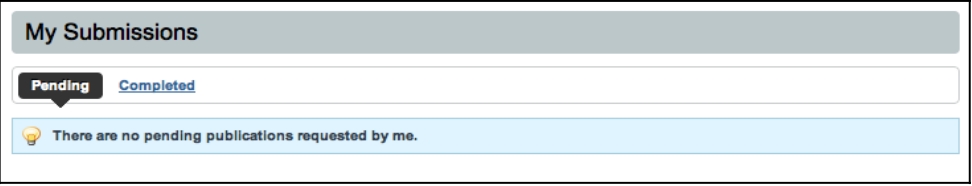 My Submissions
Pending Completed
There are no pending publications requested by me.